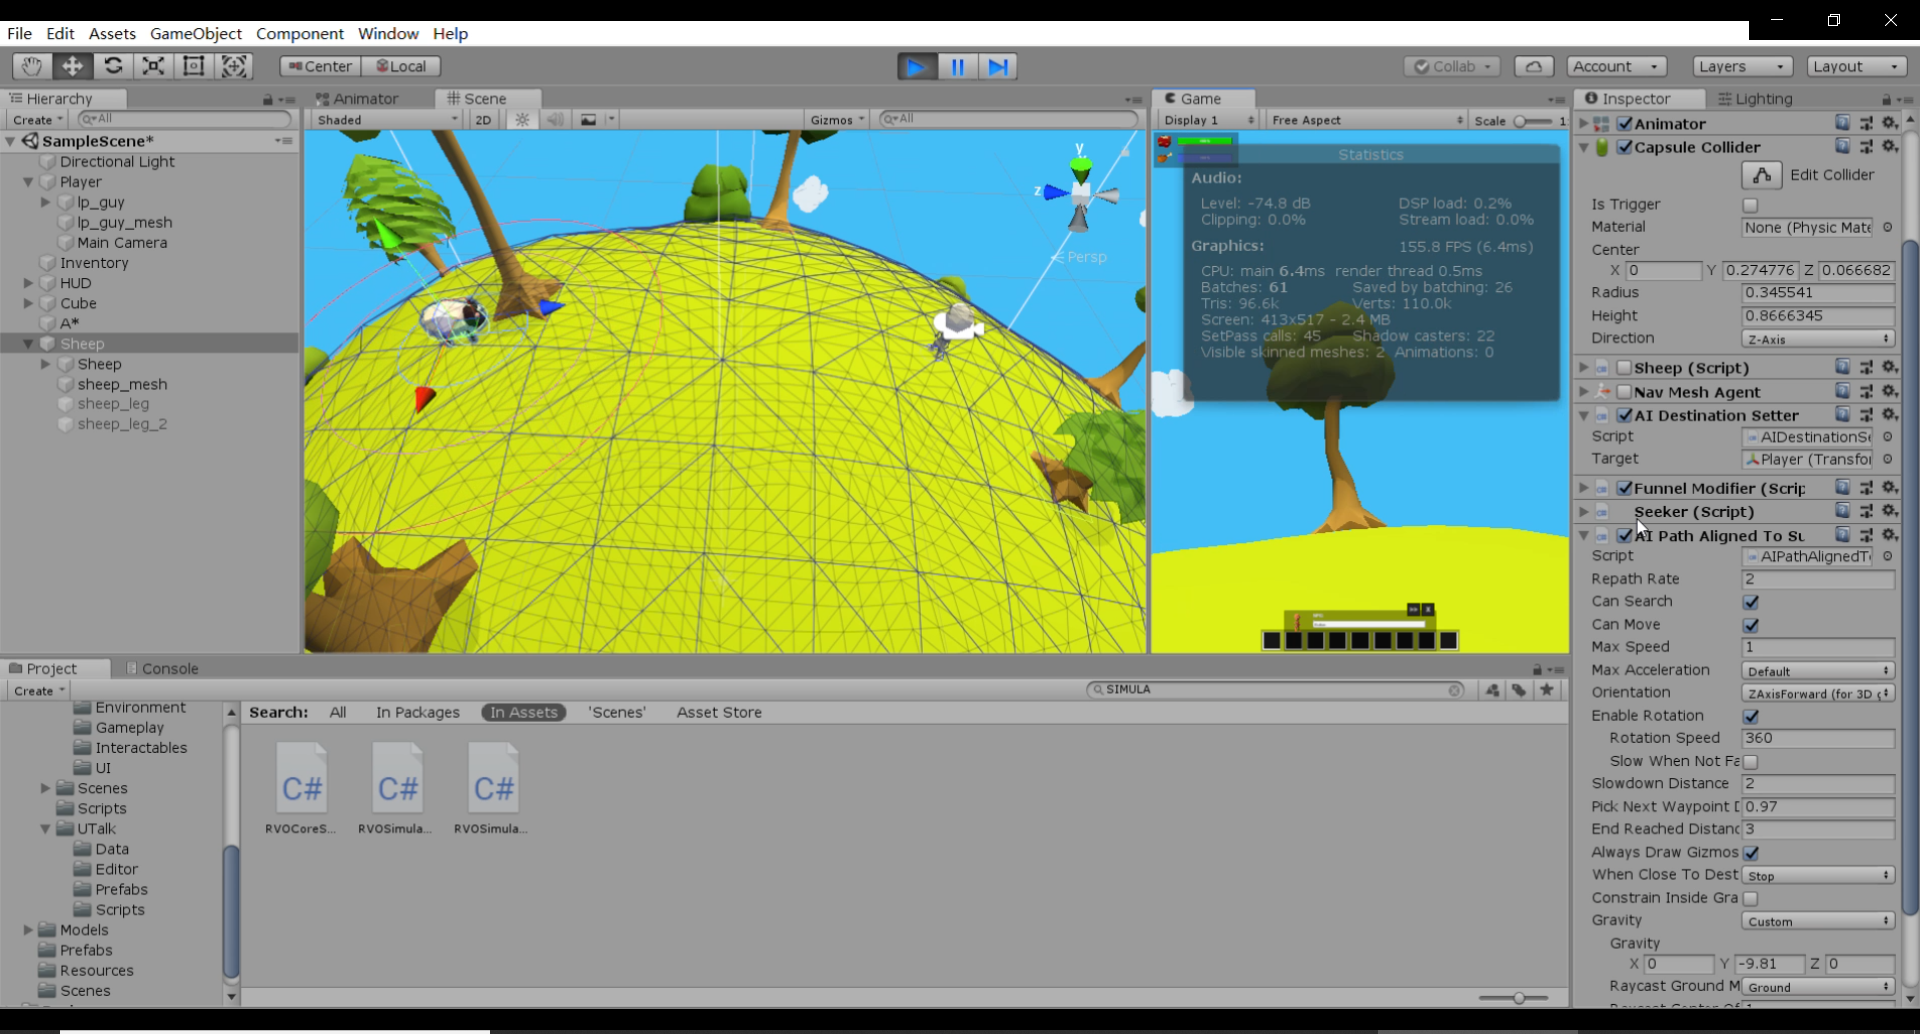 File Edit Assets GameObject Component Window Help
Center Local
Collab Account Layers Layout
Hierarchy
Create All
SampleScene*
Directional Light
Player
lp_guy
lp_guy_mesh
Main Camera
Inventory
HUD
Cube
A*
Sheep
Sheep
sheep_mesh
sheep_leg
sheep_leg_2
Animator Scene
Shaded 2D Gizmos All
y
z
Persp
Game
Display 1 Free Aspect Scale 1
Statistics
Audio:
Level: -74.8 dB DSP load: 0.2%
Clipping: 0.0% Stream load: 0.0%
Graphics: 155.8 FPS (6.4ms)
CPU: main 6.4ms render thread 0.5ms
Batches: 61 Saved by batching: 26
Tris: 96.6k Verts: 110.0k
Screen: 413x517 - 2.4 MB
SetPass calls: 45 Shadow casters: 22
Visible skinned meshes: 2 Animations: 0
Inspector Lighting
Animator
Capsule Collider
Edit Collider
Is Trigger
Material None (Physic Mate
Center
X 0 Y 0.274776 Z 0.066682
Radius 0.345541
Height 0.8666345
Direction Z-Axis
Sheep (Script)
Nav Mesh Agent
AI Destination Setter
Script AIDestinationSe
Target Player (Transfor
Funnel Modifier (Scrip
Seeker (Script)
AI Path Aligned To Su
Script AIPathAlignedT
Repath Rate 2
Can Search
Can Move
Max Speed 1
Max Acceleration Default
Orientation ZAxisForward (for 3D g
Enable Rotation
Rotation Speed 360
Slow When Not Fa
Slowdown Distance 2
Pick Next Waypoint D 0.97
End Reached Distanc 3
Always Draw Gizmos
When Close To Dest Stop
Constrain Inside Gra
Gravity Custom
Gravity
X 0 Y -9.81 Z 0
Raycast Ground M Ground
Project Console
Create SIMULA
Environment
Gameplay
Interactables
UI
Scenes
Scripts
UTalk
Data
Editor
Prefabs
Scripts
Models
Prefabs
Resources
Scenes
Search: All In Packages In Assets 'Scenes' Asset Store
C# C# C#
RVOCoreS... RVOSimula... RVOSimula...